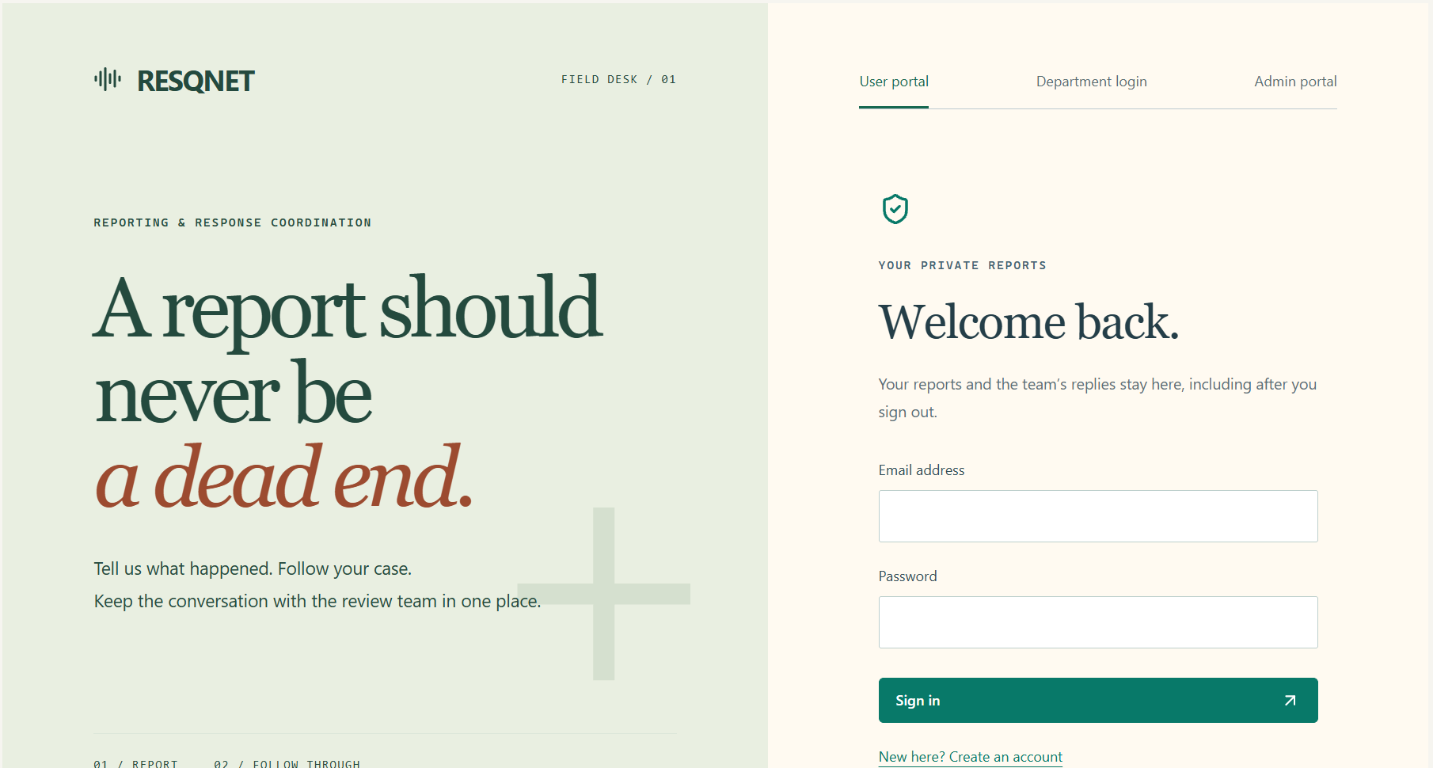 RESQNET
FIELD DESK / 01
REPORTING & RESPONSE COORDINATION
A report should
never be
a dead end.
Tell us what happened. Follow your case.
Keep the conversation with the review team in one place.
01 / REPORT
02 / FOLLOW THROUGH
User portal
Department login
Admin portal
YOUR PRIVATE REPORTS
Welcome back.
Your reports and the team's replies stay here, including after you
sign out.
Email address
Password
Sign in
New here? Create an account